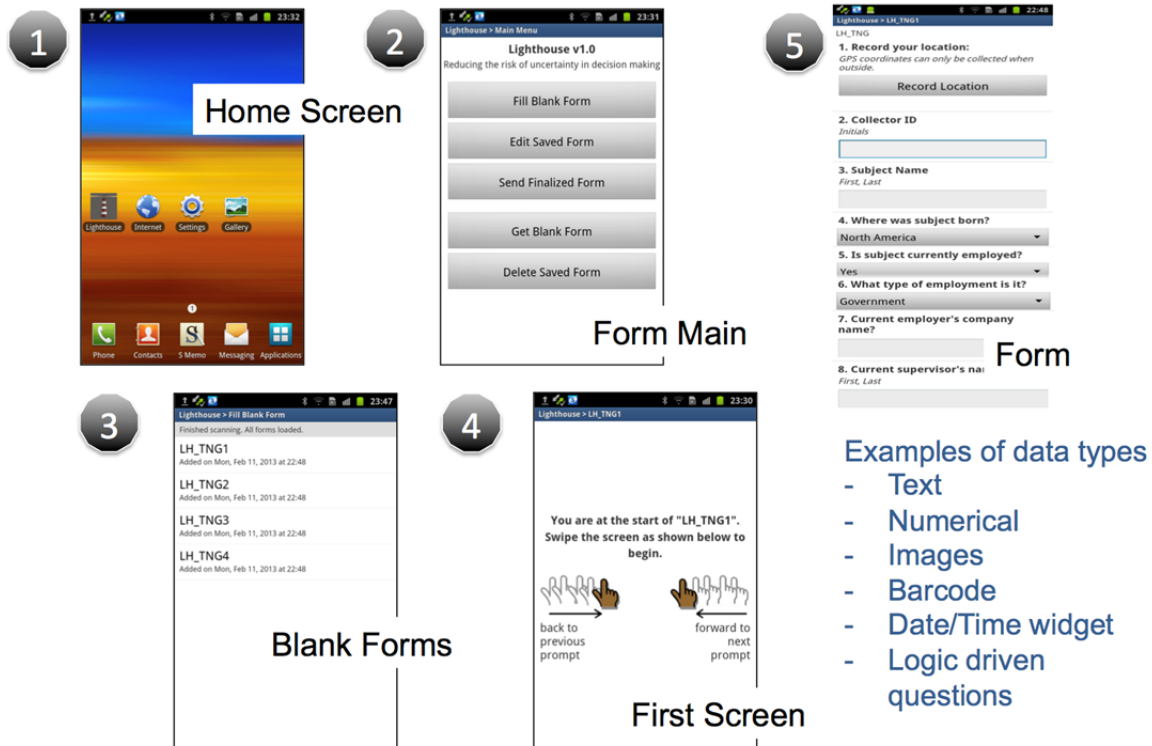 1
23:32
Home Screen
Lighthouse
Internet
Settings
Gallery
1
Phone
Contacts
S Memo
Messaging
Applications
2
23:31
Lighthouse > Main Menu
Lighthouse v1.0
Reducing the risk of uncertainty in decision making
Fill Blank Form
Edit Saved Form
Send Finalized Form
Get Blank Form
Delete Saved Form
Form Main
3
23:47
Lighthouse > Fill Blank Form
Finished scanning. All forms loaded.
LH_TNG1
Added on Mon, Feb 11, 2013 at 22:48
LH_TNG2
Added on Mon, Feb 11, 2013 at 22:48
LH_TNG3
Added on Mon, Feb 11, 2013 at 22:48
LH_TNG4
Added on Mon, Feb 11, 2013 at 22:48
Blank Forms
4
23:30
Lighthouse > LH_TNG1
You are at the start of "LH_TNG1".
Swipe the screen as shown below to
begin.
back to
previous
prompt
forward to
next
prompt
First Screen
5
22:48
Lighthouse > LH_TNG1
LH_TNG
1. Record your location:
GPS coordinates can only be collected when
outside.
Record Location
2. Collector ID
Initials
3. Subject Name
First, Last
4. Where was subject born?
North America
5. Is subject currently employed?
Yes
6. What type of employment is it?
Government
7. Current employer's company
name?
8. Current supervisor's
First, Last
Form
Examples of data types
- Text
- Numerical
- Images
- Barcode
- Date/Time widget
- Logic driven
questions